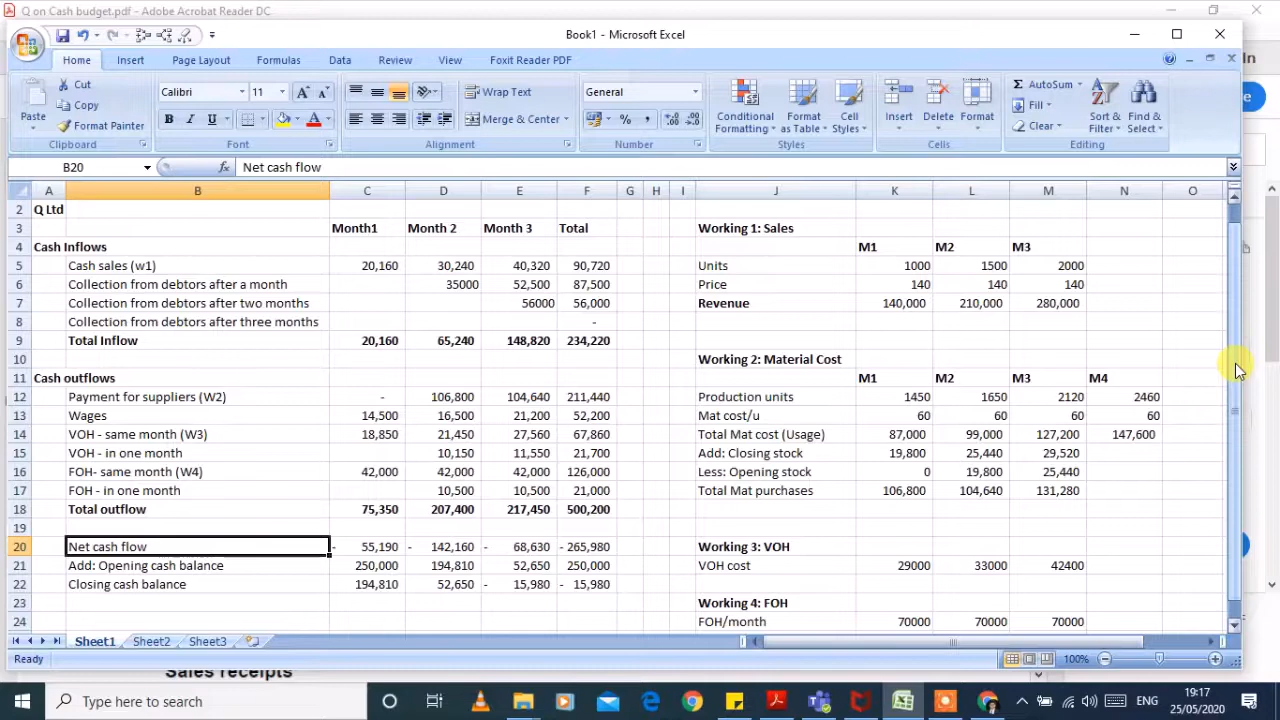 Q on Cash budget.pdf - Adobe Acrobat Reader DC
Book1 - Microsoft Excel
Home Insert Page Layout Formulas Data Review View Foxit Reader PDF
Paste Cut Copy Format Painter Clipboard
Calibri 11 B I U Font
Wrap Text Merge & Center Alignment
General % , Number
Conditional Formatting Format as Table Cell Styles Styles
Insert Delete Format Cells
Σ AutoSum Fill Clear Sort & Filter Find & Select Editing
B20 fx Net cash flow
A B C D E F G H I J K L M N O
2 Q Ltd
3 Month1 Month 2 Month 3 Total Working 1: Sales
4 Cash Inflows M1 M2 M3
5 Cash sales (w1) 20,160 30,240 40,320 90,720 Units 1000 1500 2000
6 Collection from debtors after a month 35000 52,500 87,500 Price 140 140 140
7 Collection from debtors after two months 56000 56,000 Revenue 140,000 210,000 280,000
8 Collection from debtors after three months -
9 Total Inflow 20,160 65,240 148,820 234,220
10 Working 2: Material Cost
11 Cash outflows M1 M2 M3 M4
12 Payment for suppliers (W2) - 106,800 104,640 211,440 Production units 1450 1650 2120 2460
13 Wages 14,500 16,500 21,200 52,200 Mat cost/u 60 60 60 60
14 VOH - same month (W3) 18,850 21,450 27,560 67,860 Total Mat cost (Usage) 87,000 99,000 127,200 147,600
15 VOH - in one month 10,150 11,550 21,700 Add: Closing stock 19,800 25,440 29,520
16 FOH- same month (W4) 42,000 42,000 42,000 126,000 Less: Opening stock 0 19,800 25,440
17 FOH - in one month 10,500 10,500 21,000 Total Mat purchases 106,800 104,640 131,280
18 Total outflow 75,350 207,400 217,450 500,200
19
20 Net cash flow - 55,190 - 142,160 - 68,630 - 265,980 Working 3: VOH
21 Add: Opening cash balance 250,000 194,810 52,650 250,000 VOH cost 29000 33000 42400
22 Closing cash balance 194,810 52,650 - 15,980 - 15,980
23 Working 4: FOH
24 FOH/month 70000 70000 70000
Sheet1 Sheet2 Sheet3
Ready 100%
Sales receipts
Type here to search ENG 19:17
25/05/2020